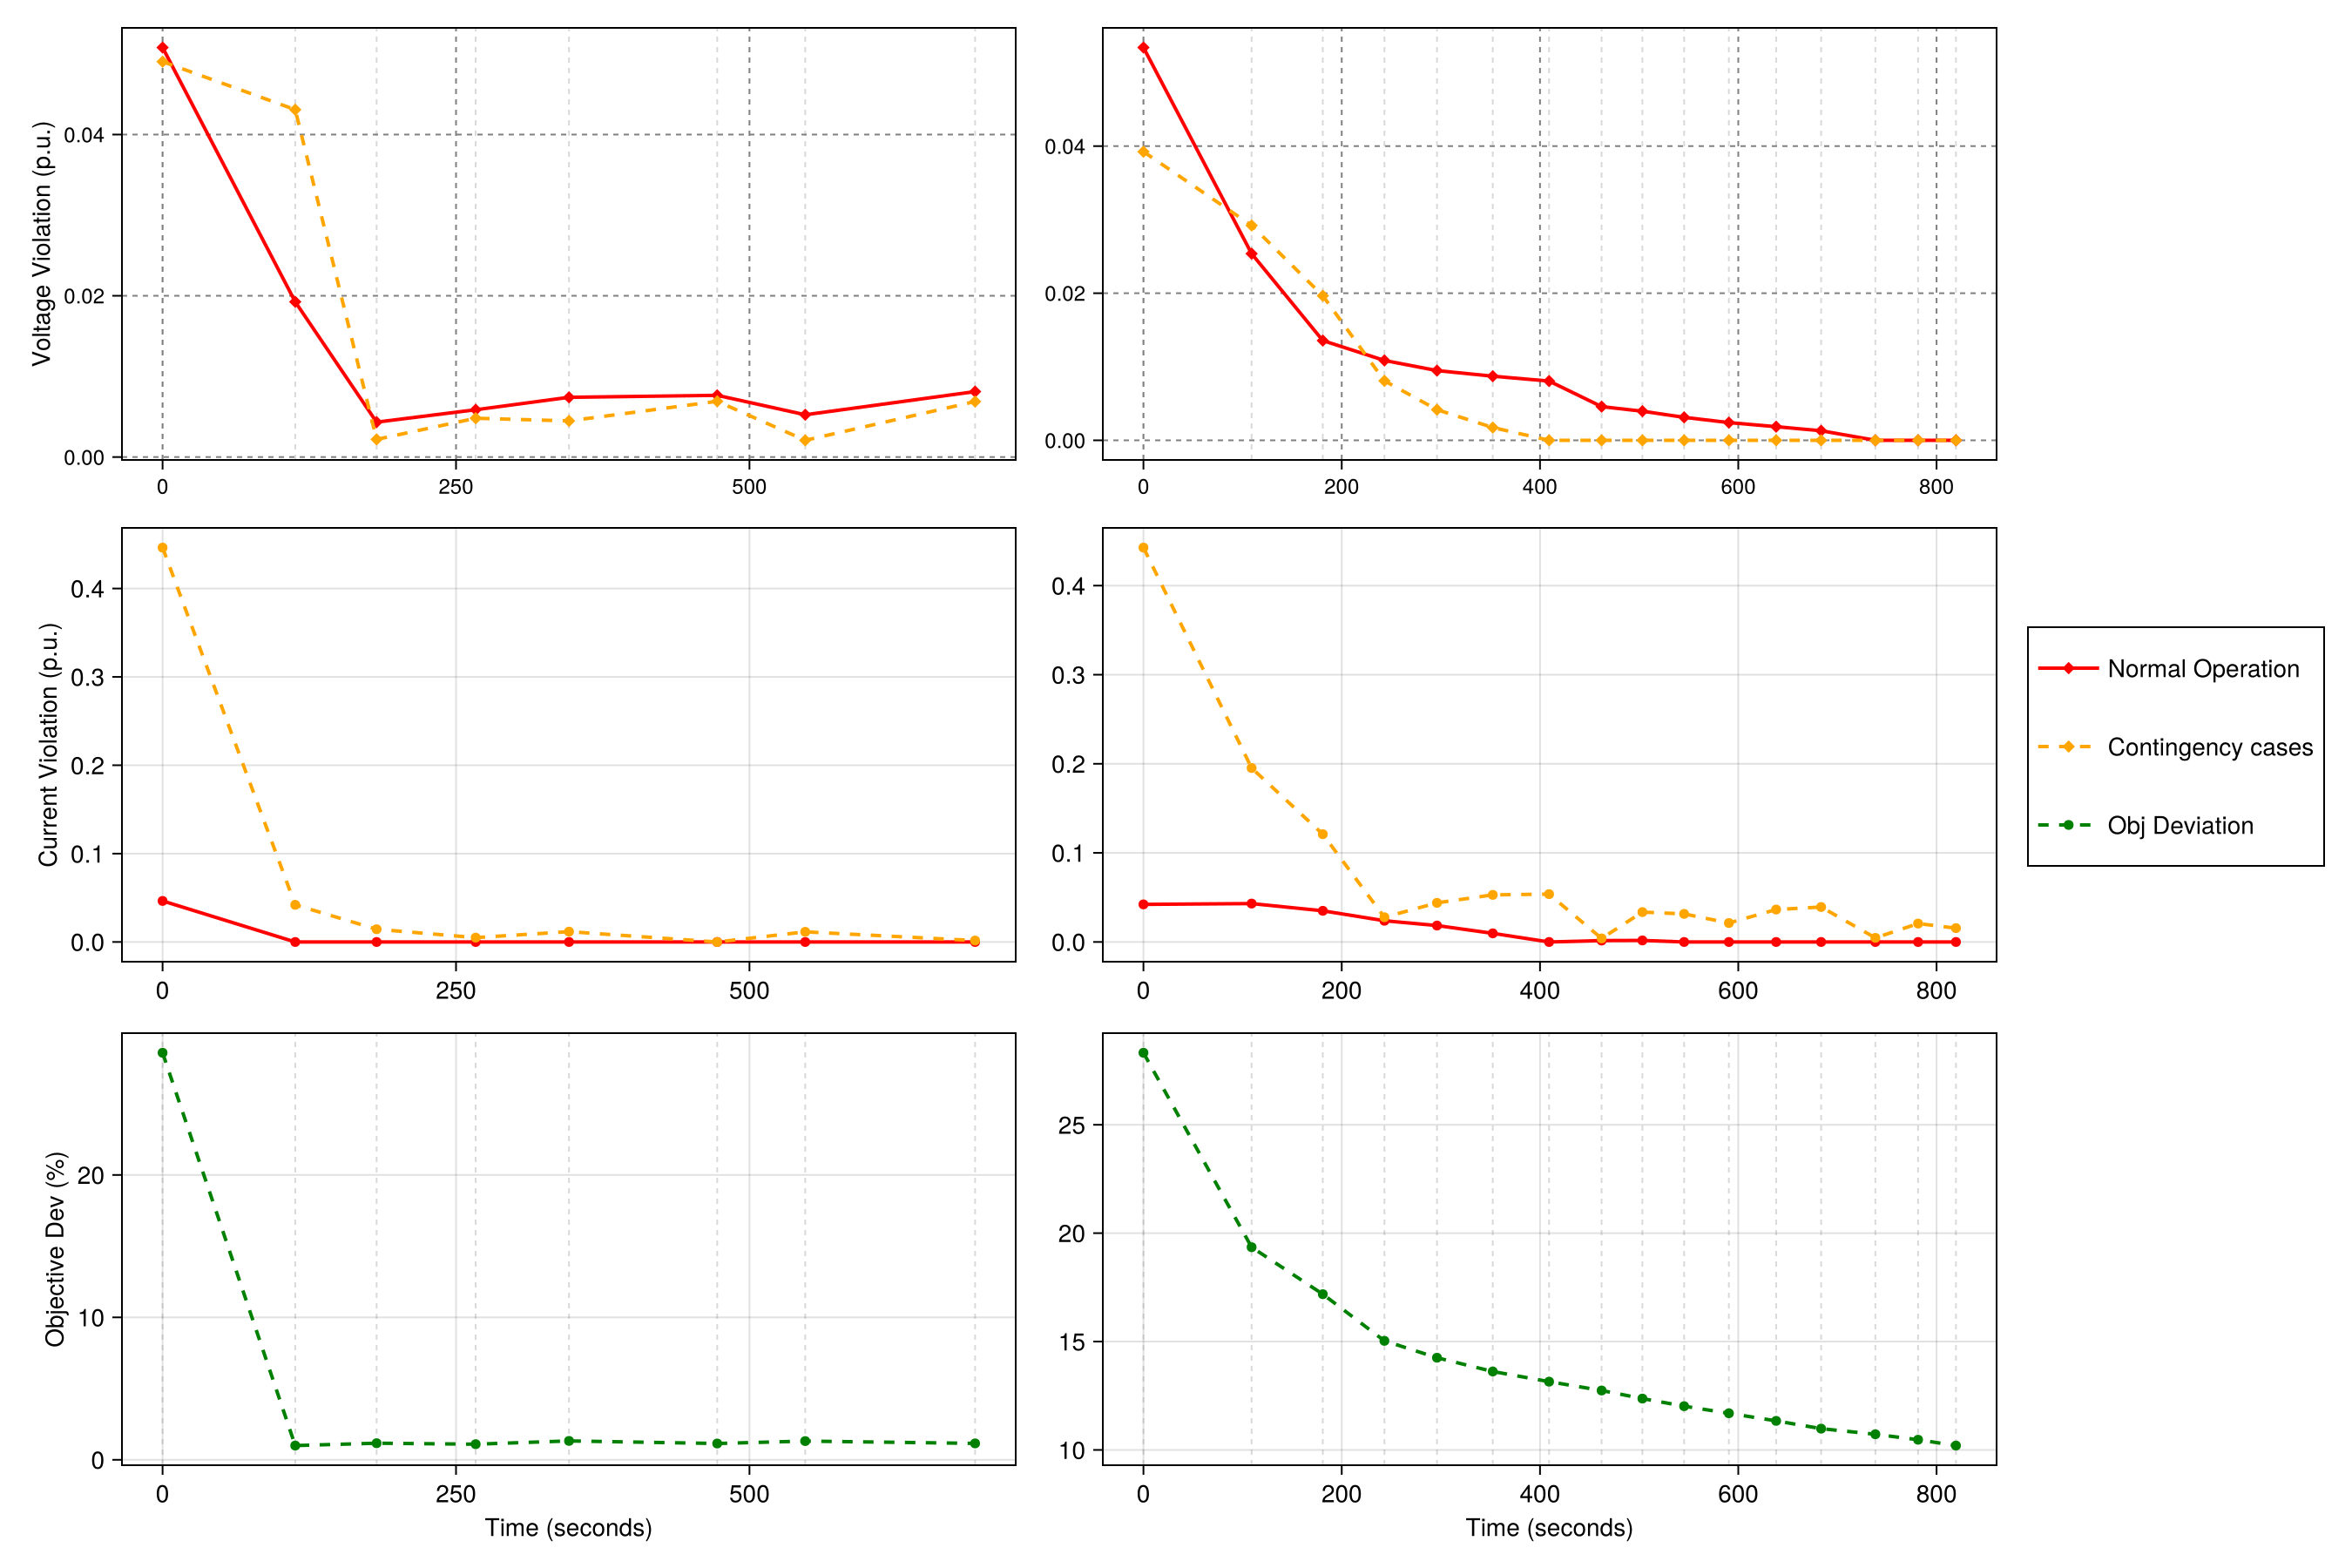 Voltage Violation (p.u.)
0.04
0.02
0.00
0 250 500
0.04
0.02
0.00
0 200 400 600 800
Current Violation (p.u.)
0.4
0.3
0.2
0.1
0.0
0 250 500
0.4
0.3
0.2
0.1
0.0
0 200 400 600 800
Normal Operation
Contingency cases
Obj Deviation
Objective Dev (%)
20
10
0
0 250 500
Time (seconds)
25
20
15
10
0 200 400 600 800
Time (seconds)